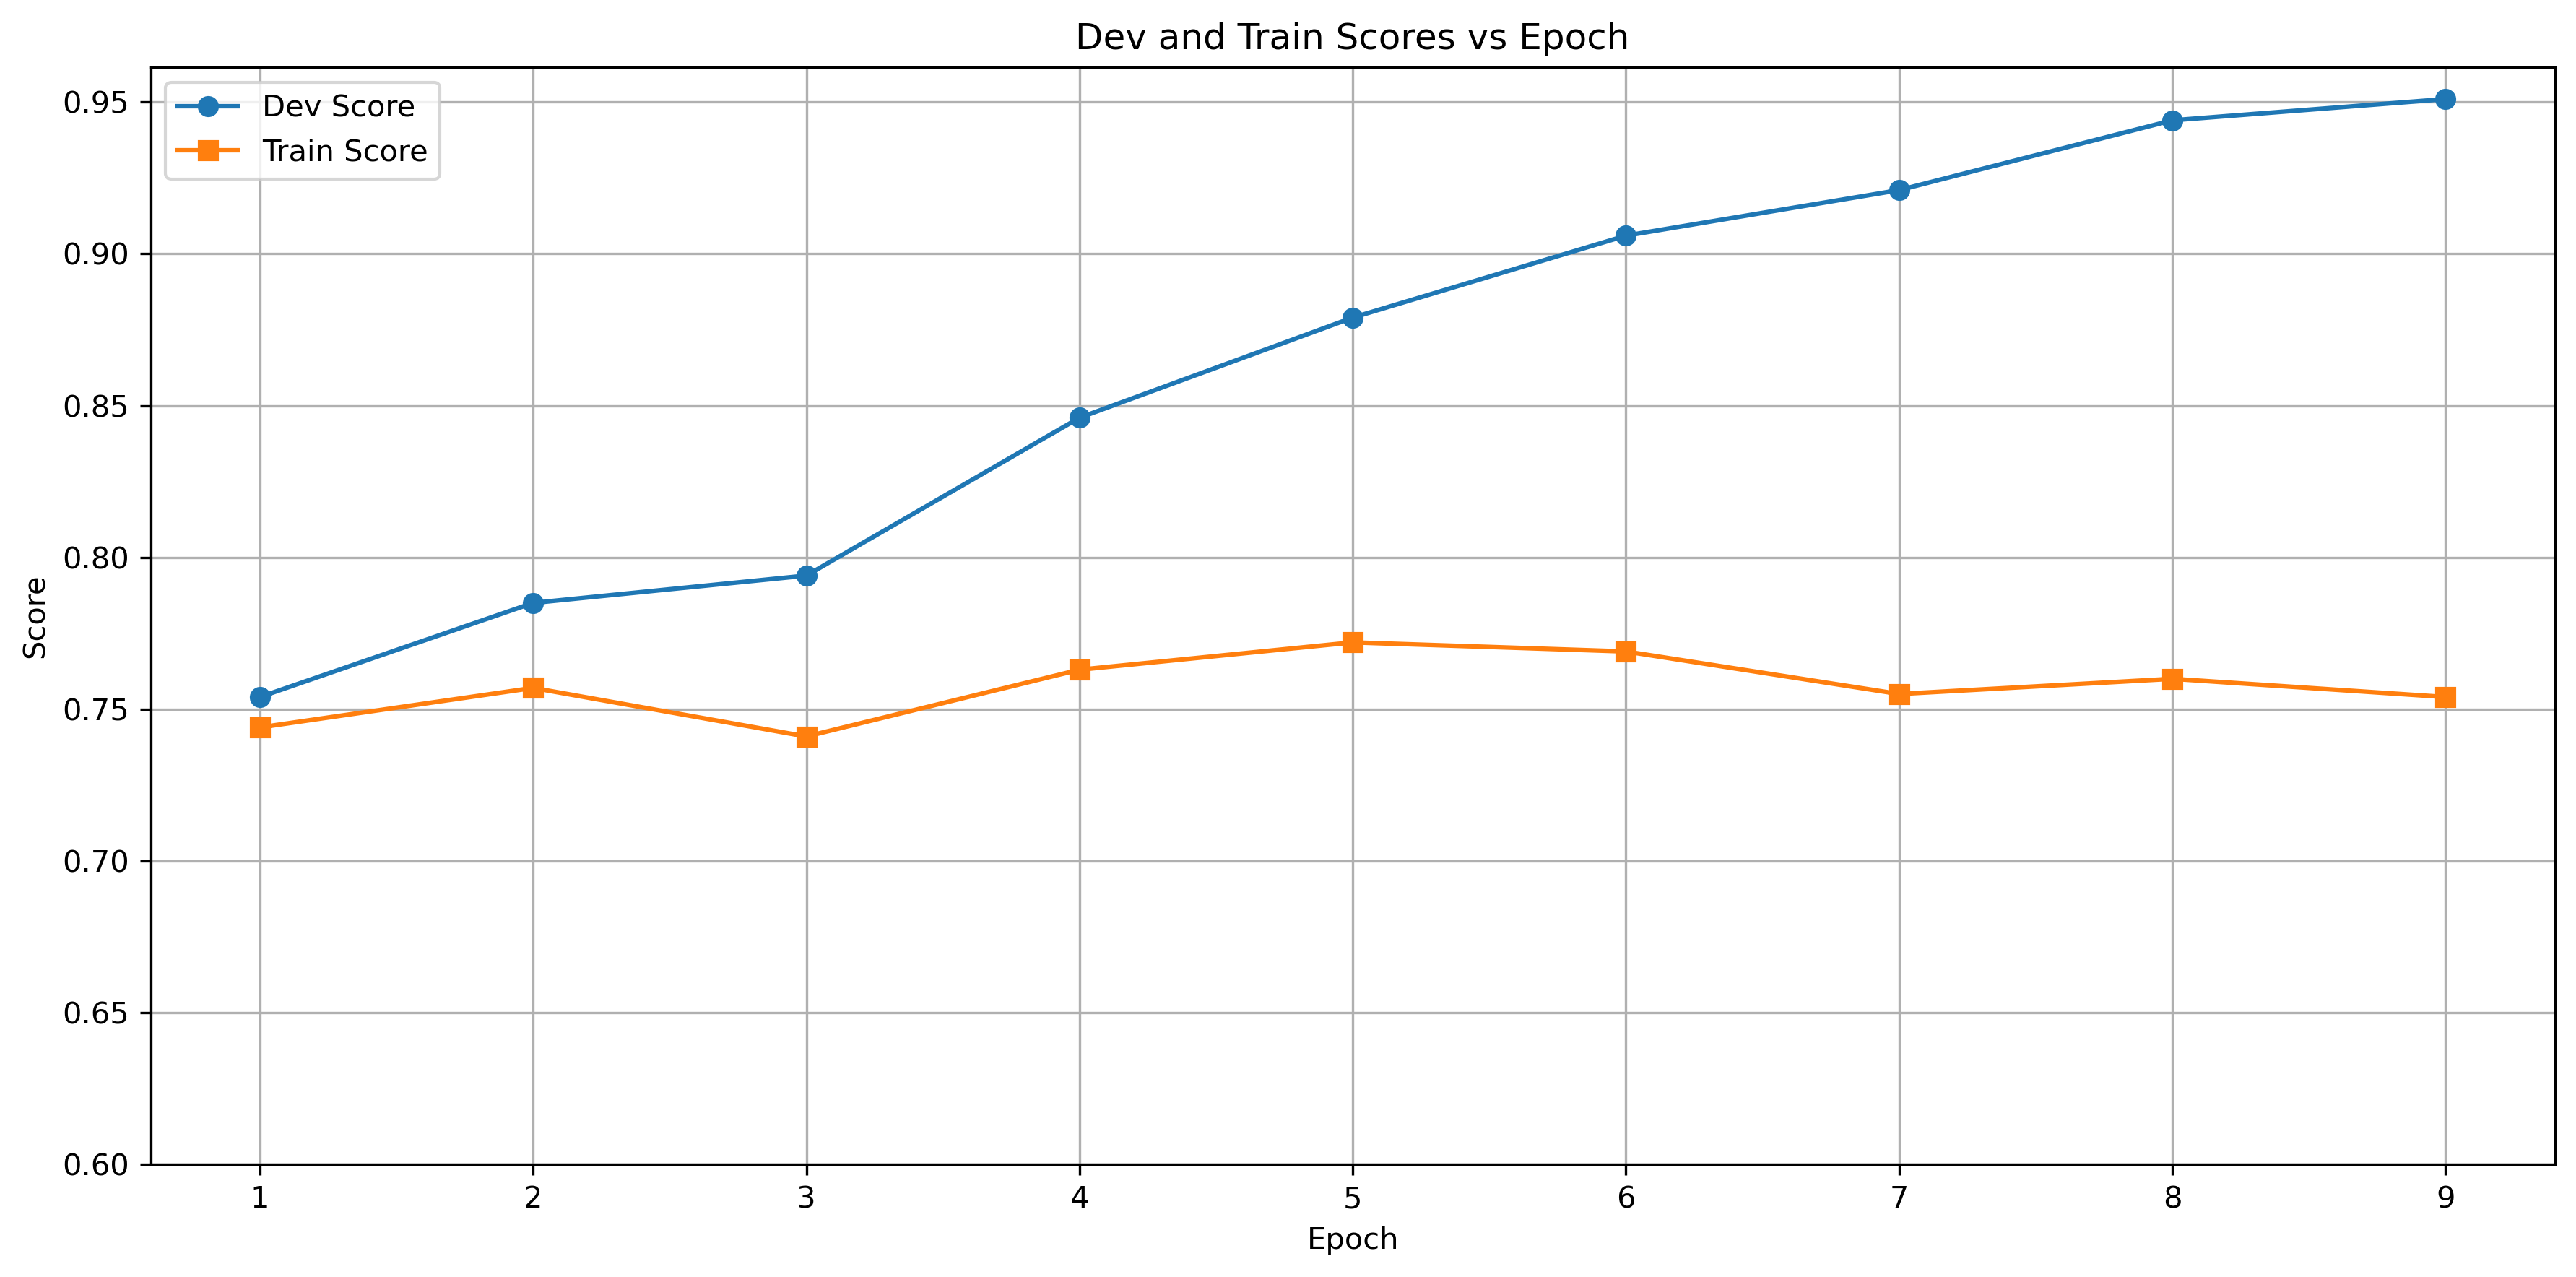 Dev and Train Scores vs Epoch
Dev Score
Train Score
0.95
0.90
0.85
0.80
0.75
0.70
0.65
0.60
Score
1 2 3 4 5 6 7 8 9
Epoch